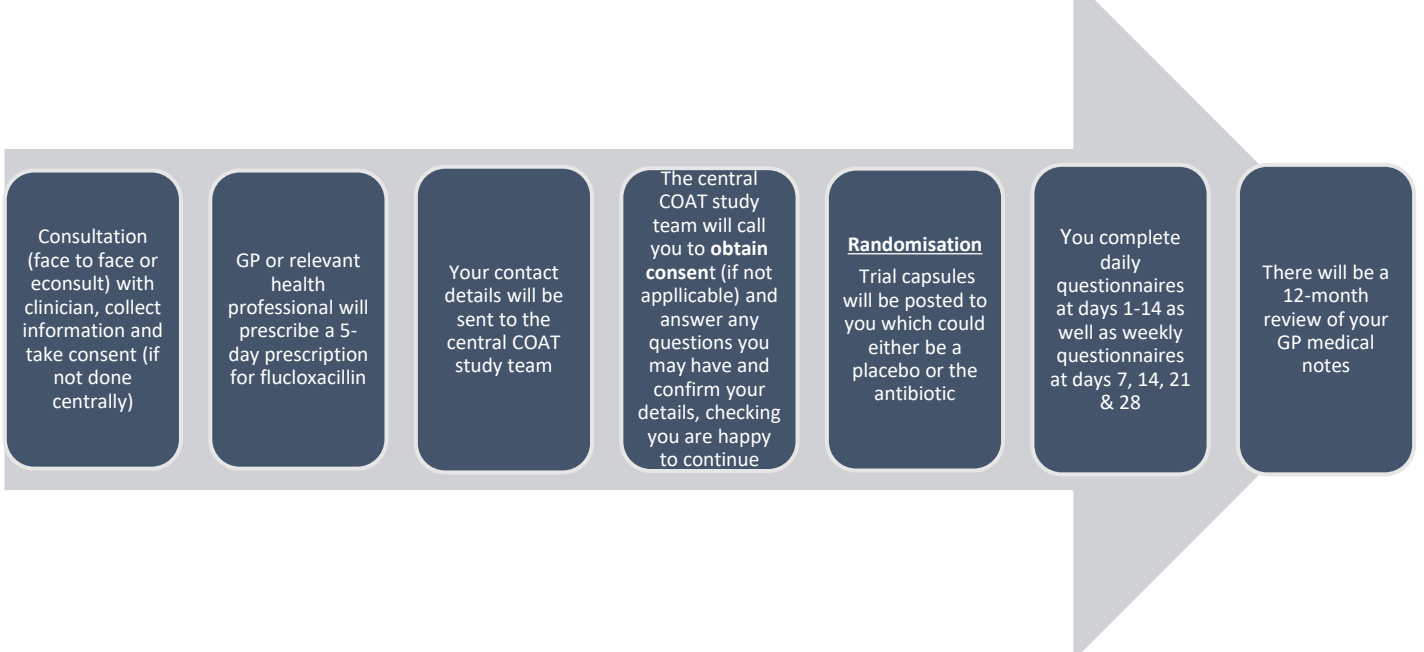 Consultation
(face to face or
econsult) with
clinician, collect
information and
take consent (if
not done
centrally)
GP or relevant
health
professional will
prescribe a 5-
day prescription
for flucloxacillin
Your contact
details will be
sent to the
central COAT
study team
The central
COAT study
team will call
you to obtain
consent (if not
appllicable) and
answer any
questions you
may have and
confirm your
details, checking
you are happy
to continue
Randomisation
Trial capsules
will be posted to
you which could
either be a
placebo or the
antibiotic
You complete
daily
questionnaires
at days 1-14 as
well as weekly
questionnaires
at days 7, 14, 21
& 28
There will be a
12-month
review of your
GP medical
notes